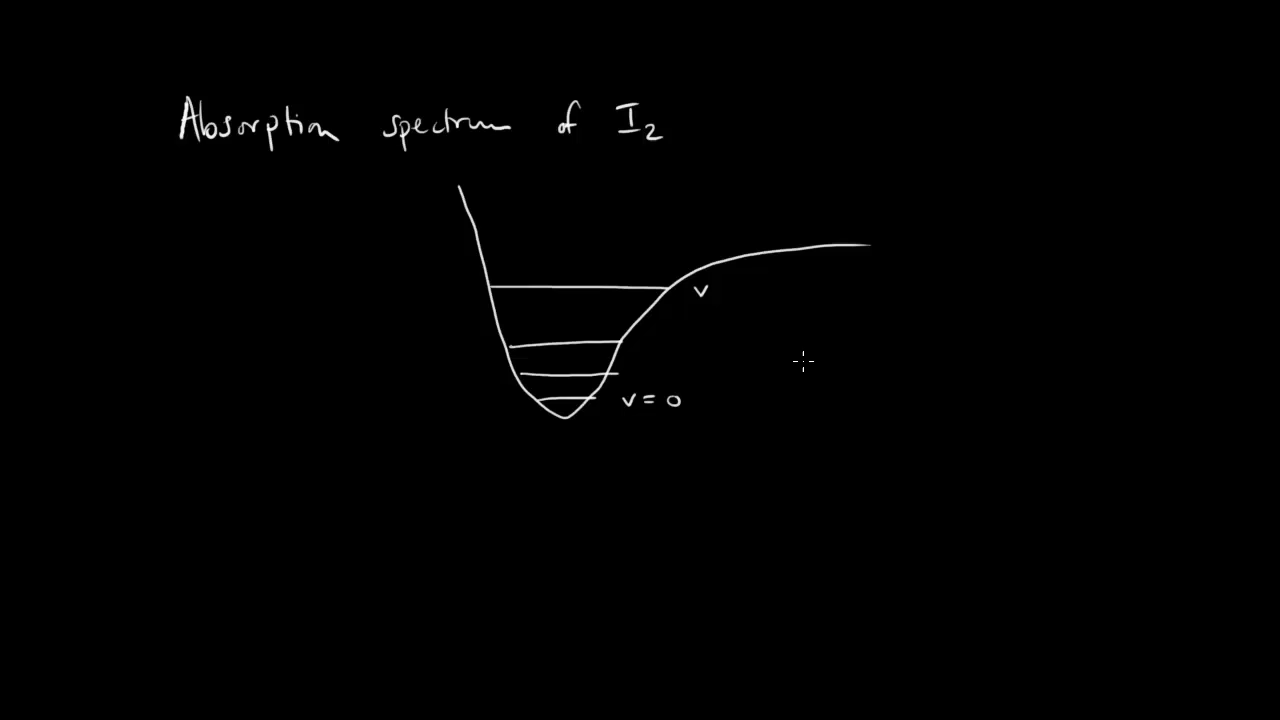 Absorption spectrum of I₂
v
v = 0